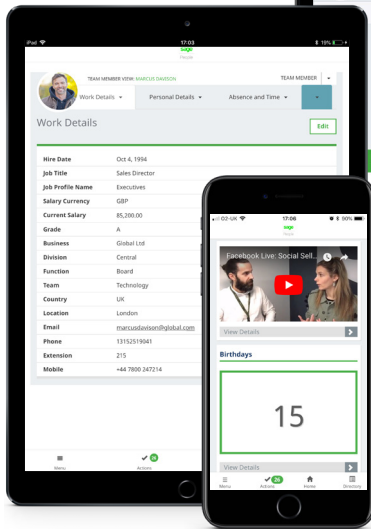 iPad 17:03 19%
sage
People
TEAM MEMBER VIEW: MARCUS DAVISON TEAM MEMBER
Work Details Personal Details Absence and Time
Work Details
Edit
Hire Date Oct 4, 1994
Job Title Sales Director
Job Profile Name Executives
Salary Currency GBP
Current Salary 85,200.00
Grade A
Business Global Ltd
Division Central
Function Board
Team Technology
Country UK
Location London
Email marcusdavison@global.com
Phone 13152519041
Extension 215
Mobile +44 7800 247214
Menu Actions
O2-UK 17:06 90%
sage
Facebook Live: Social Sell...
View Details
Birthdays
15
View Details
Menu Actions 26 Home Directory